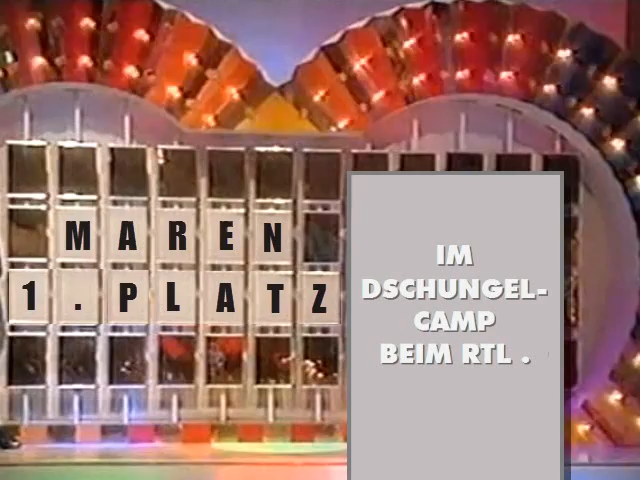 MAREN
1.PLATZ
IM
DSCHUNGEL-
CAMP
BEIM RTL .